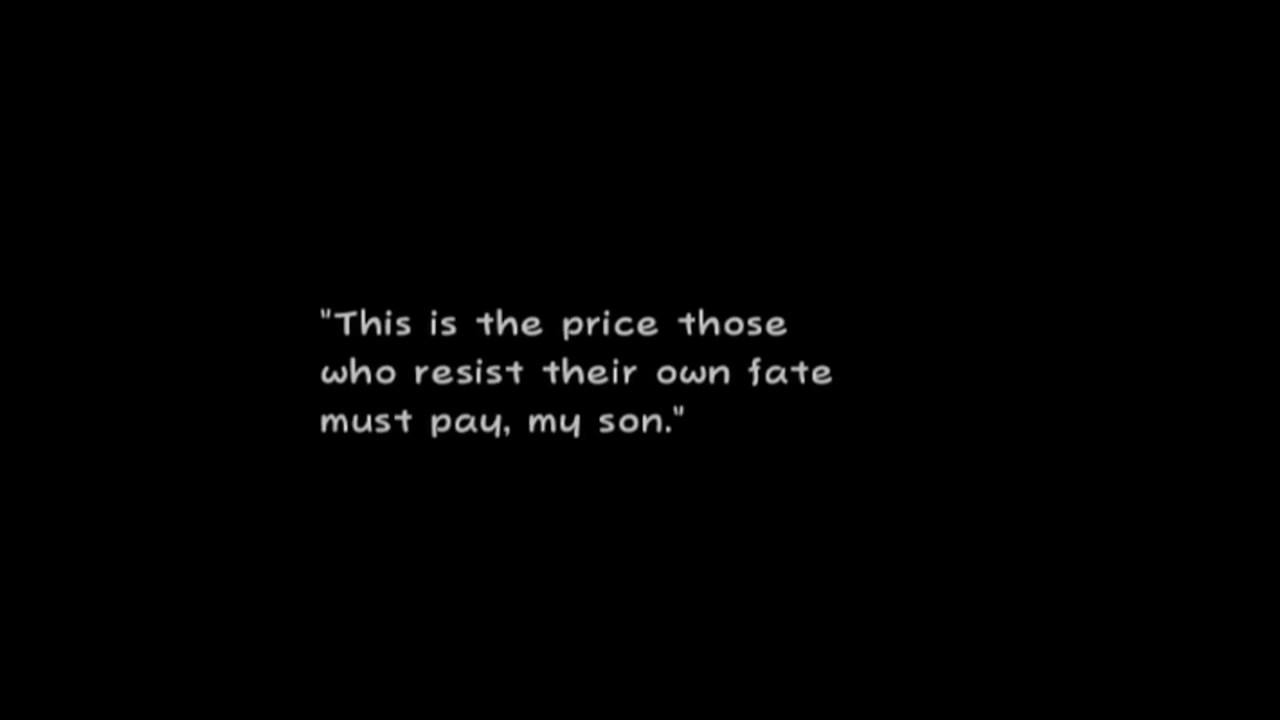 "This is the price those
who resist their own fate
must pay, my son."